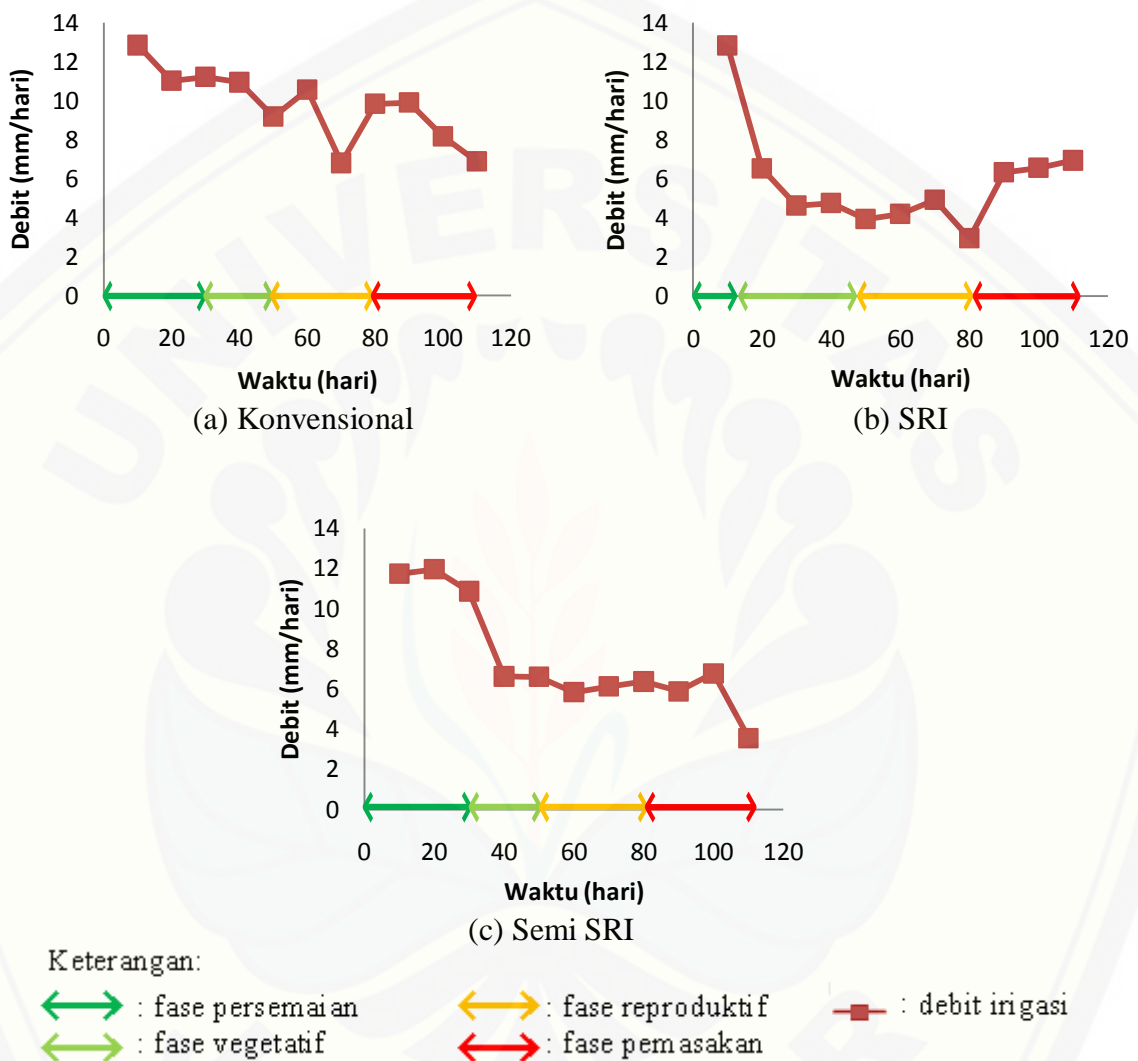 14
12
10
8
6
4
2
0
Debit (mm/hari)
0 20 40 60 80 100 120
Waktu (hari)
(a) Konvensional
14
12
10
8
6
4
2
0
Debit (mm/hari)
0 20 40 60 80 100 120
Waktu (hari)
(b) SRI
14
12
10
8
6
4
2
0
Debit (mm/hari)
0 20 40 60 80 100 120
Waktu (hari)
(c) Semi SRI
Keterangan:
: fase persemaian
: fase reproduktif
: debit irigasi
: fase vegetatif
: fase pemasakan
UNIVERSITAS